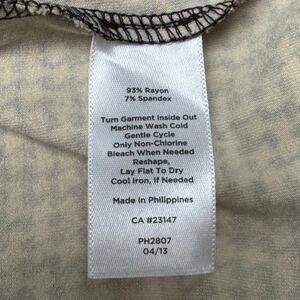 93% Rayon
7% Spandex
Turn Garment Inside Out
Machine Wash Cold
Gentle Cycle
Only Non-Chlorine
Bleach When Needed
Reshape,
Lay Flat To Dry
Cool Iron, If Needed
Made in Philippines
CA #23147
PH2807
04/13